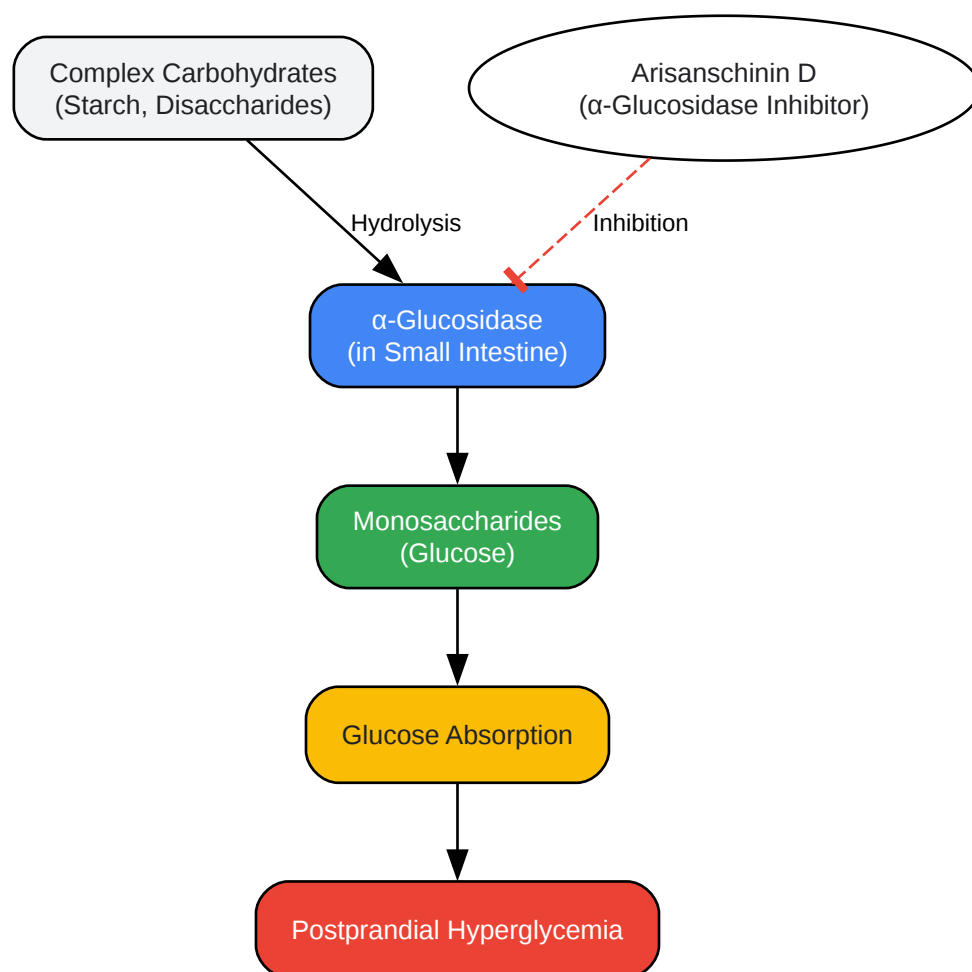 Complex Carbohydrates
(Starch, Disaccharides)
Arisanschinin D
(α-Glucosidase Inhibitor)
Hydrolysis
Inhibition
α-Glucosidase
(in Small Intestine)
Monosaccharides
(Glucose)
Glucose Absorption
Postprandial Hyperglycemia